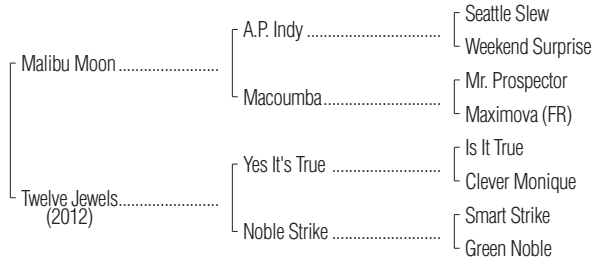 Seattle Slew
A.P. Indy ..............................
Weekend Surprise
Malibu Moon .......................
Mr. Prospector
Macoumba ..........................
Maximova (FR)
Is It True
Yes It's True ........................
Clever Monique
Twelve Jewels .......................
(2012)
Smart Strike
Noble Strike ........................
Green Noble